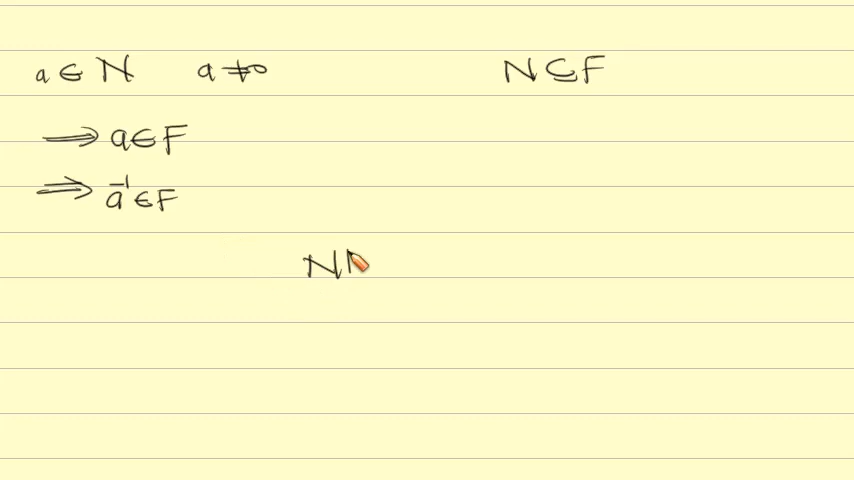 a ∈ N a ≠ 0 N ⊆ F
⟹ a ∈ F
⟹ a⁻¹ ∈ F
N